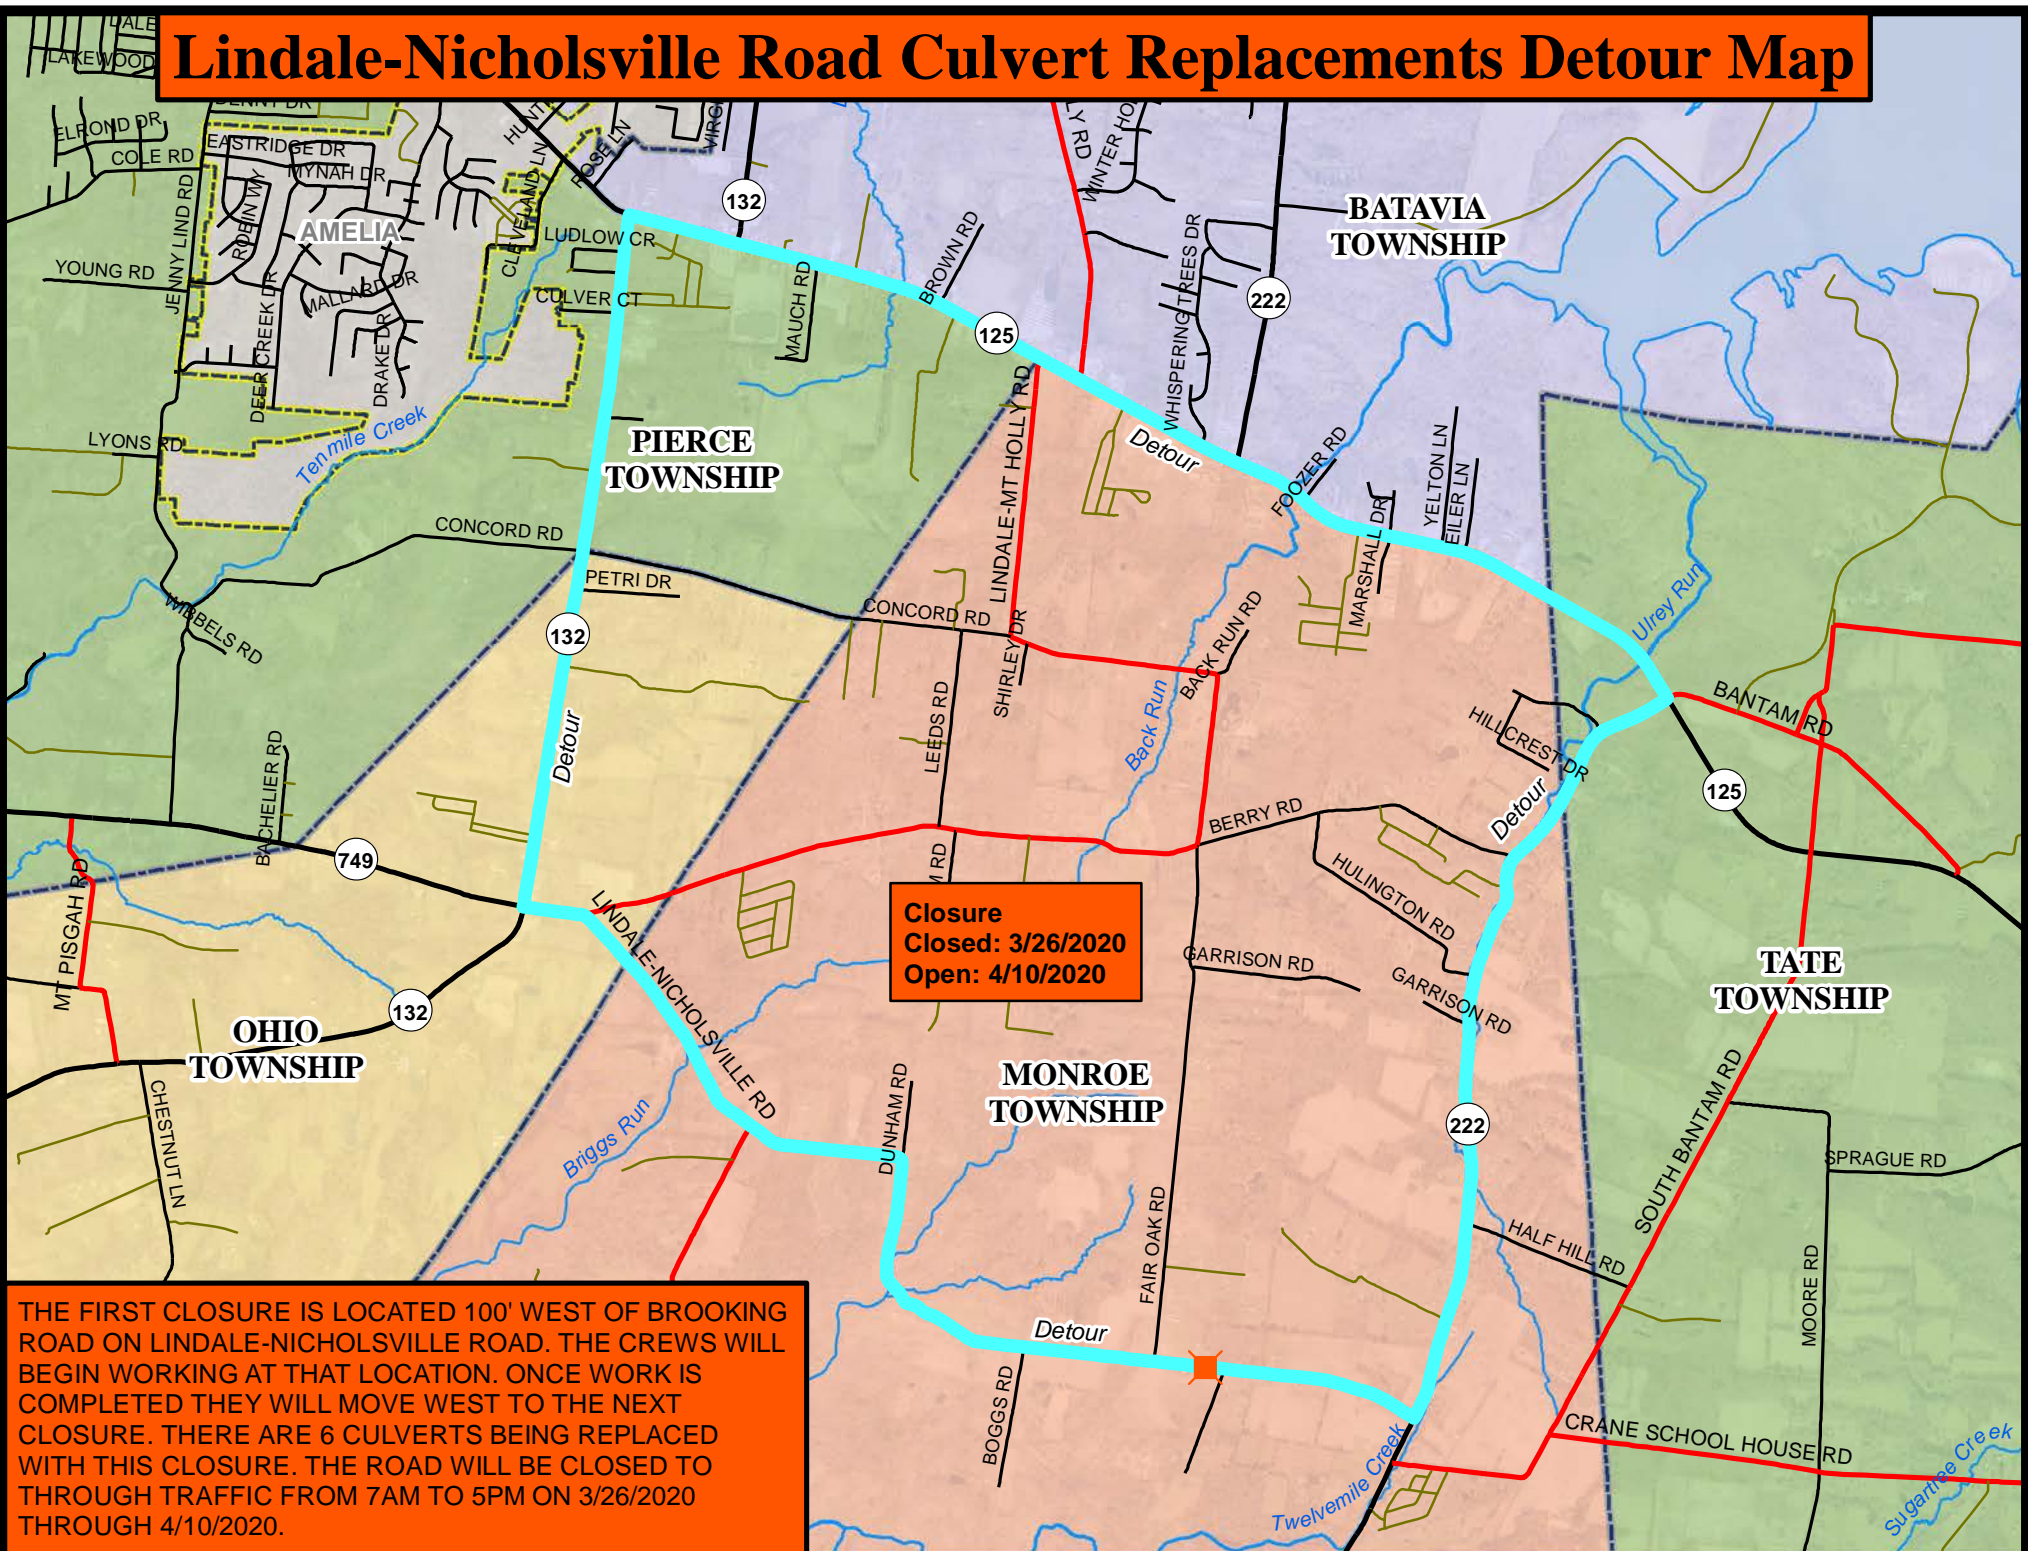 Lindale-Nicholsville Road Culvert Replacements Detour Map
DALE
LAKEWOOD
DENNY DR
ELROND DR
COLE RD
EASTRIDGE DR
MYNAH DR
ROBIN WY
JENNY LIND RD
AMELIA
YOUNG RD
MALLARD DR
DEER CREEK DR
DRAKE DR
LYONS RD
Tenmile Creek
CLEVELAND LN
HUNT
ROSE LN
VIRG
132
LUDLOW CR
CULVER CT
MAUCH RD
BROWN RD
125
LY RD
WINTER HO
WHISPERING TREES DR
222
BATAVIA
TOWNSHIP
PIERCE
TOWNSHIP
LINDALE-MT HOLLY RD
Detour
FOOZER RD
MARSHALL DR
YELTON LN
EILER LN
Ulrey Run
CONCORD RD
PETRI DR
132
WIBBELS RD
CONCORD RD
SHIRLEY DR
LEEDS RD
BACK RUN RD
Back Run
HILLCREST DR
BANTAM RD
125
Detour
Detour
BACHELIER RD
749
MT PISGAH RD
BERRY RD
M RD
HULINGTON RD
GARRISON RD
GARRISON RD
Closure
Closed: 3/26/2020
Open: 4/10/2020
LINDALE-NICHOLSVILLE RD
132
OHIO
TOWNSHIP
CHESTNUT LN
Briggs Run
DUNHAM RD
MONROE
TOWNSHIP
222
TATE
TOWNSHIP
SOUTH BANTAM RD
SPRAGUE RD
HALF HILL RD
MOORE RD
FAIR OAK RD
Detour
BOGGS RD
CRANE SCHOOL HOUSE RD
Twelvemile Creek
Sugartree Creek
THE FIRST CLOSURE IS LOCATED 100' WEST OF BROOKING
ROAD ON LINDALE-NICHOLSVILLE ROAD. THE CREWS WILL
BEGIN WORKING AT THAT LOCATION. ONCE WORK IS
COMPLETED THEY WILL MOVE WEST TO THE NEXT
CLOSURE. THERE ARE 6 CULVERTS BEING REPLACED
WITH THIS CLOSURE. THE ROAD WILL BE CLOSED TO
THROUGH TRAFFIC FROM 7AM TO 5PM ON 3/26/2020
THROUGH 4/10/2020.